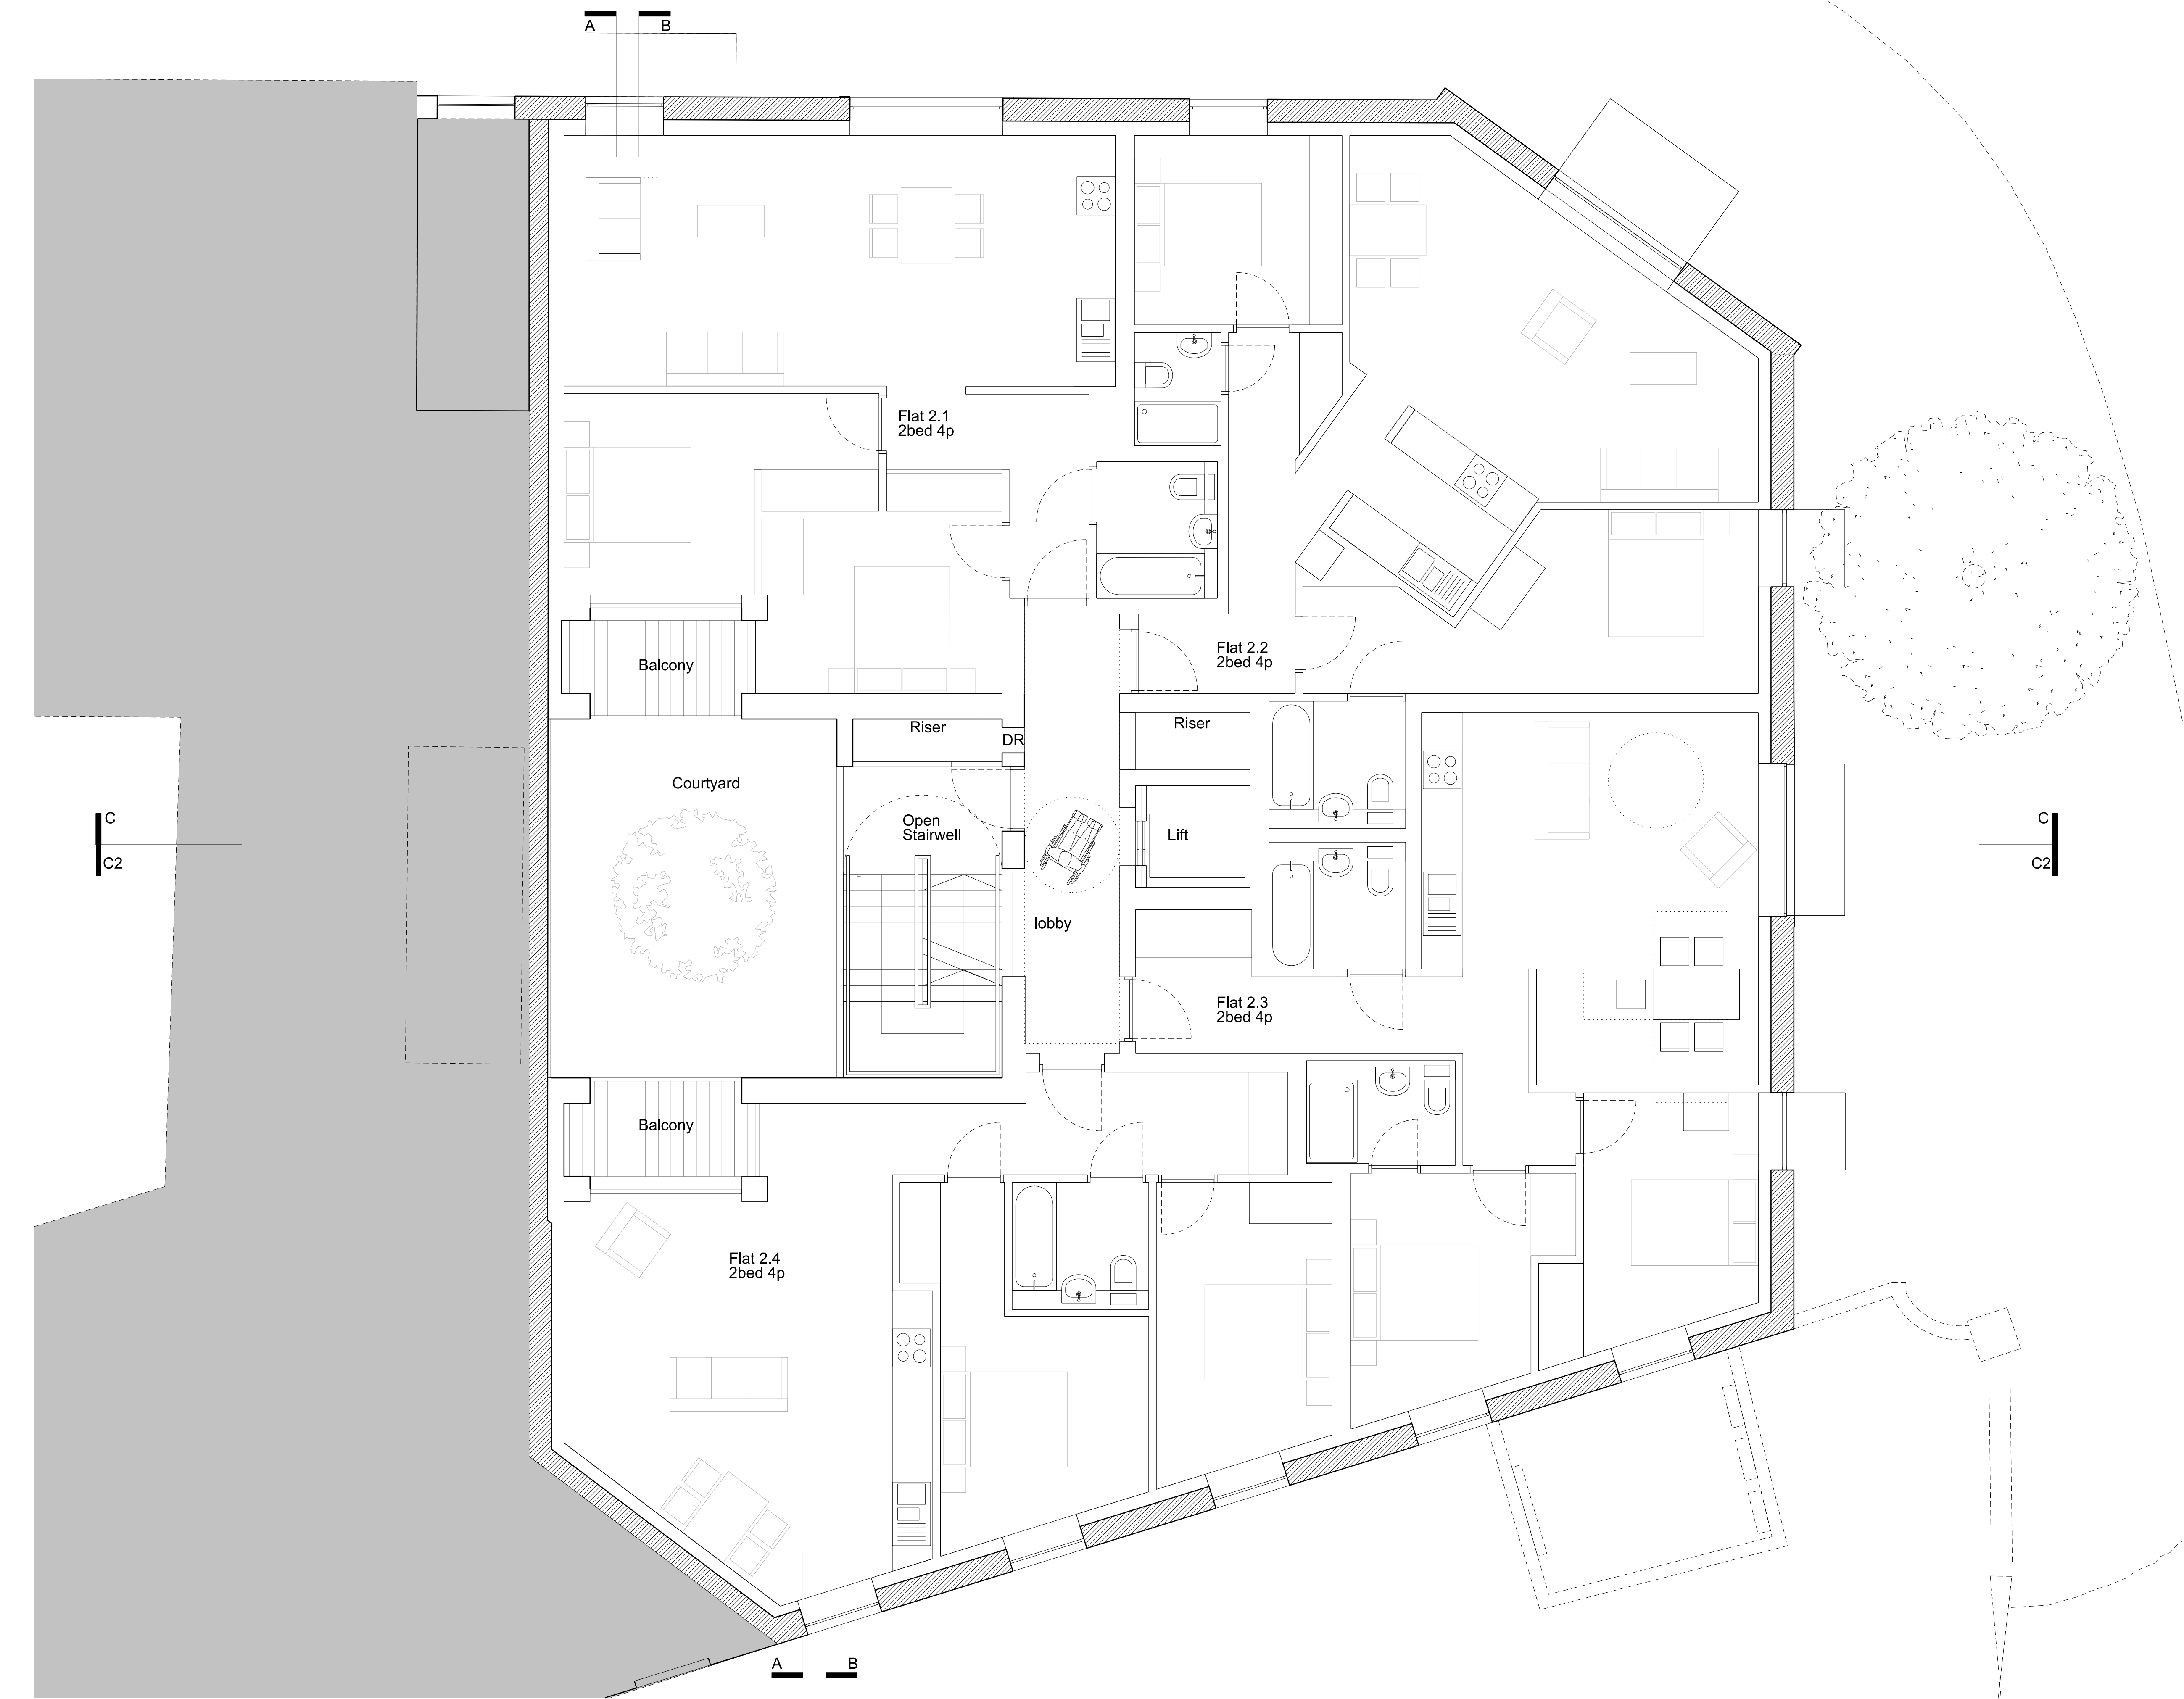 A B
Flat 2.1
2bed 4p
Balcony
Flat 2.2
2bed 4p
Riser
DR
Riser
Courtyard
C
C2
Open
Stairwell
Lift
C
C2
lobby
Flat 2.3
2bed 4p
Balcony
Flat 2.4
2bed 4p
A B